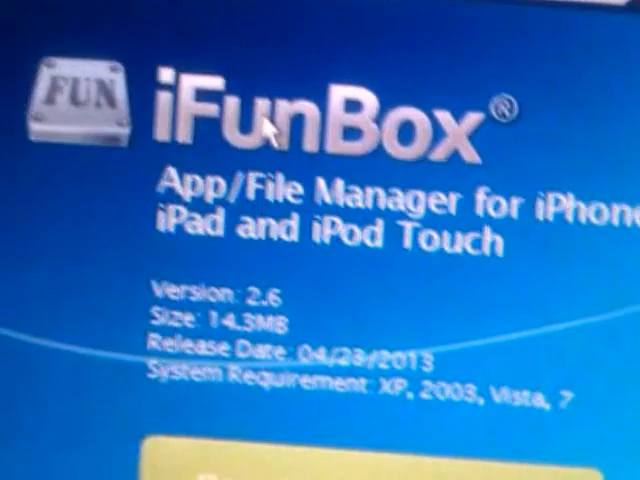 FUN
iFunBox®
App/File Manager for iPhone
iPad and iPod Touch
Version: 2.6
Size: 14.3MB
Release Date: 04/23/2013
System Requirement: XP, 2003, Vista, 7